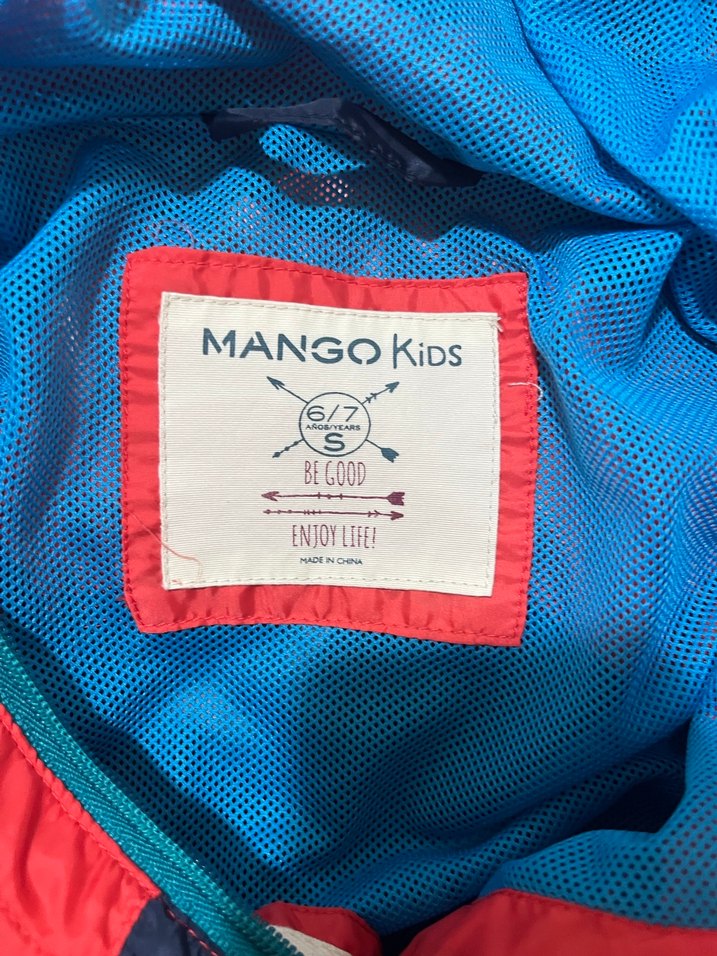 MANGO KIDS
6/7
AÑOS/YEARS
S
BE GOOD
ENJOY LIFE!
MADE IN CHINA